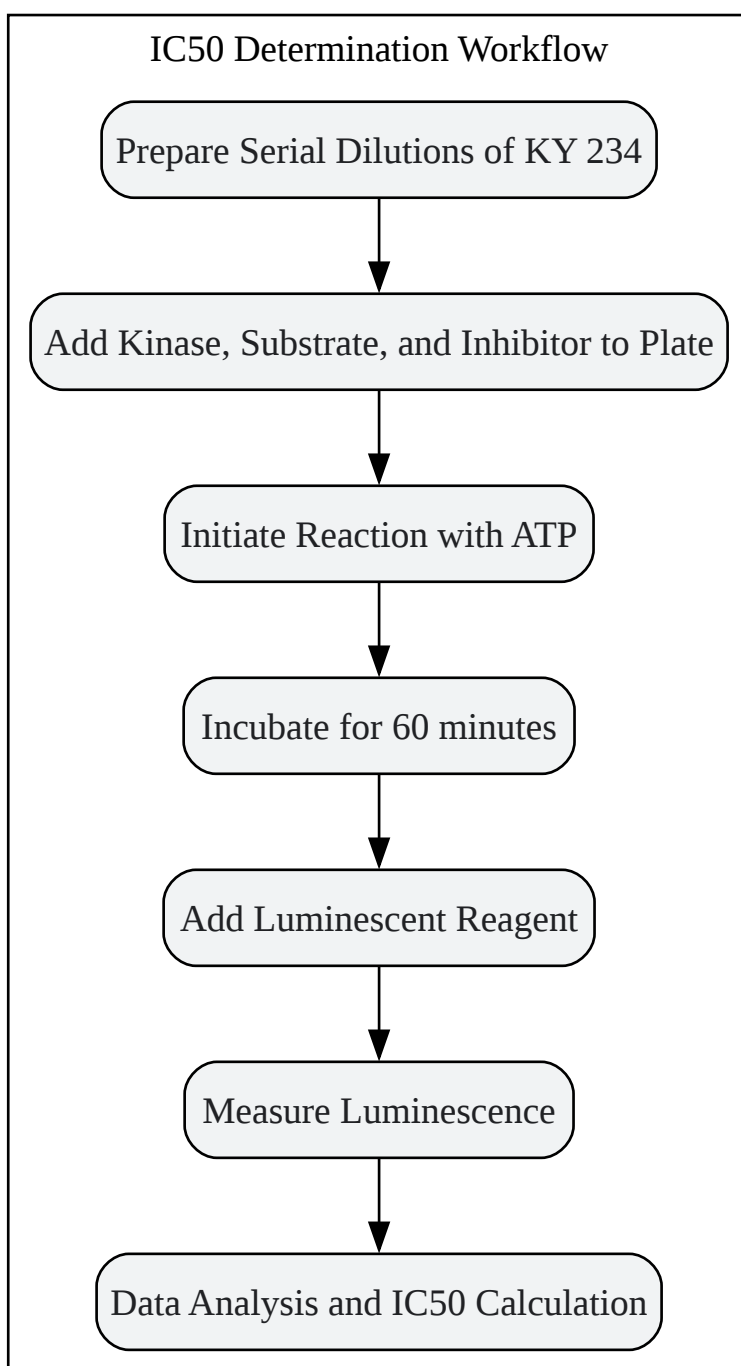 IC50 Determination Workflow
Prepare Serial Dilutions of KY 234
Add Kinase, Substrate, and Inhibitor to Plate
Initiate Reaction with ATP
Incubate for 60 minutes
Add Luminescent Reagent
Measure Luminescence
Data Analysis and IC50 Calculation